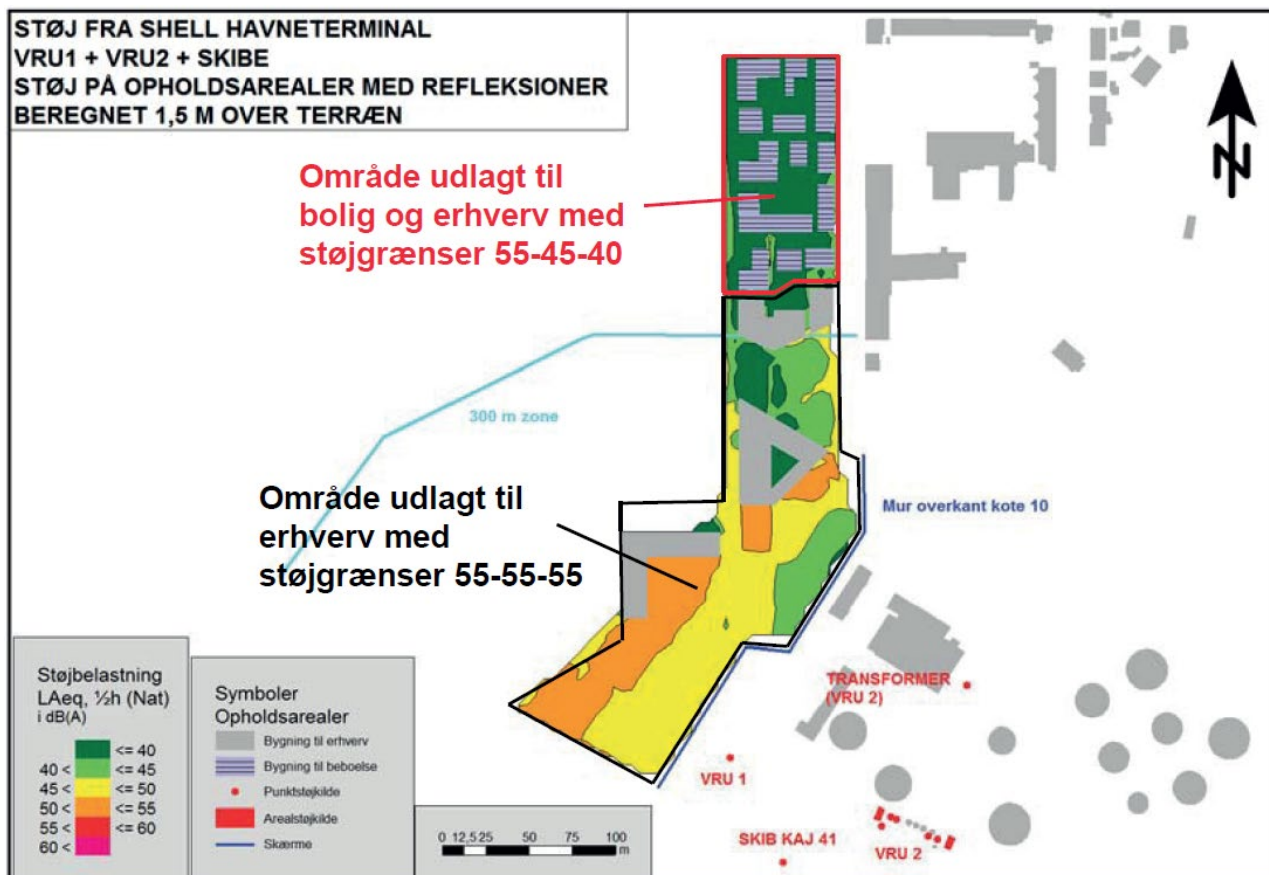 STØJ FRA SHELL HAVNETERMINAL
VRU1 + VRU2 + SKIBE
STØJ PÅ OPHOLDSAREALER MED REFLEKSIONER
BEREGNET 1,5 M OVER TERRÆN
Område udlagt til
bolig og erhverv med
støjgrænser 55-45-40
N
300 m zone
Område udlagt til
erhverv med
støjgrænser 55-55-55
Mur overkant kote 10
TRANSFORMER
(VRU 2)
VRU 1
SKIB KAJ 41
VRU 2
Støjbelastning
LAeq, ½h (Nat)
i dB(A)
<= 40
40 < <= 45
45 < <= 50
50 < <= 55
55 < <= 60
60 <
Symboler
Opholdsarealer
Bygning til erhverv
Bygning til beboelse
Punktstøjkilde
Arealstøjkilde
Skærme
0 12,5 25 50 75 100
m